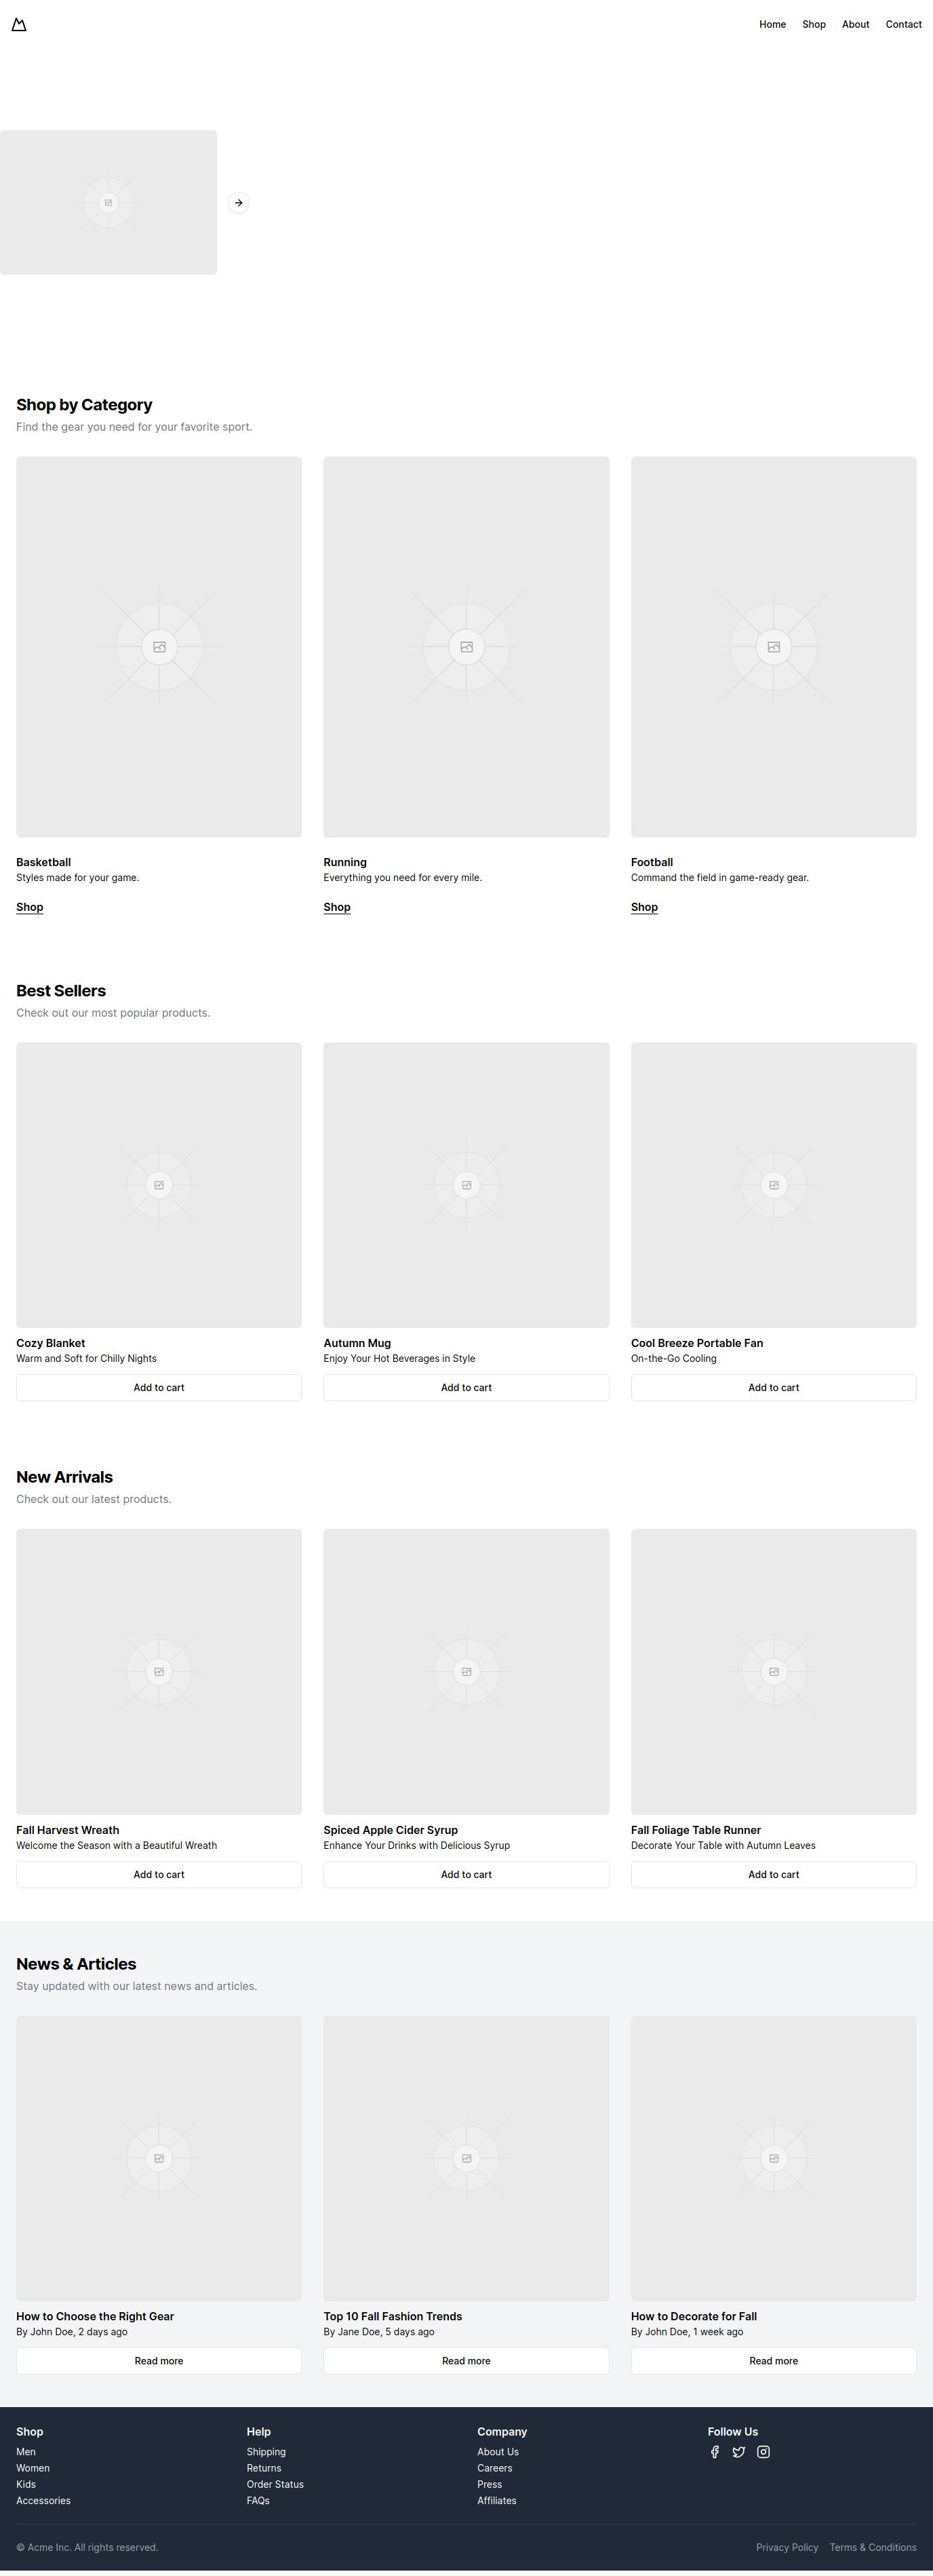 Home Shop About Contact
Shop by Category
Find the gear you need for your favorite sport.
Basketball
Styles made for your game.
Shop
Running
Everything you need for every mile.
Shop
Football
Command the field in game-ready gear.
Shop
Best Sellers
Check out our most popular products.
Cozy Blanket
Warm and Soft for Chilly Nights
Add to cart
Autumn Mug
Enjoy Your Hot Beverages in Style
Add to cart
Cool Breeze Portable Fan
On-the-Go Cooling
Add to cart
New Arrivals
Check out our latest products.
Fall Harvest Wreath
Welcome the Season with a Beautiful Wreath
Add to cart
Spiced Apple Cider Syrup
Enhance Your Drinks with Delicious Syrup
Add to cart
Fall Foliage Table Runner
Decorate Your Table with Autumn Leaves
Add to cart
News & Articles
Stay updated with our latest news and articles.
How to Choose the Right Gear
By John Doe, 2 days ago
Read more
Top 10 Fall Fashion Trends
By Jane Doe, 5 days ago
Read more
How to Decorate for Fall
By John Doe, 1 week ago
Read more
Shop
Men
Women
Kids
Accessories
Help
Shipping
Returns
Order Status
FAQs
Company
About Us
Careers
Press
Affiliates
Follow Us
© Acme Inc. All rights reserved.
Privacy Policy Terms & Conditions